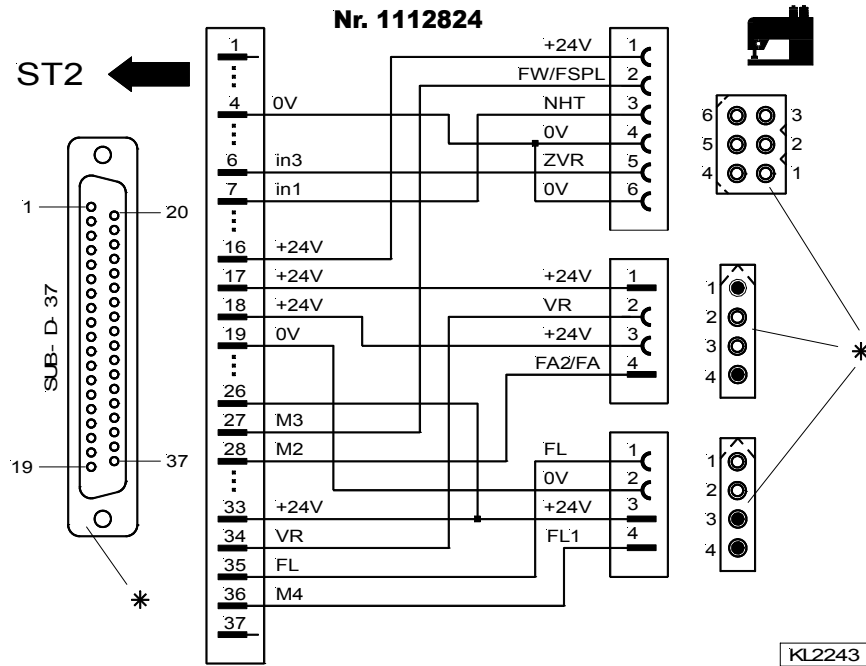 Nr. 1112824
ST2
1
4 0V
6 in3
7 in1
16 +24V
17 +24V
18 +24V
19 0V
26
27 M3
28 M2
33 +24V
34 VR
35 FL
36 M4
37
+24V 1
FW/FSPL 2
NHT 3
0V 4
ZVR 5
0V 6
+24V 1
VR 2
+24V 3
FA2/FA 4
FL 1
0V 2
+24V 3
FL1 4
6 3
5 2
4 1
1
2
3
4
1
2
3
4
1 20
SUB-D-37
19 37
KL2243